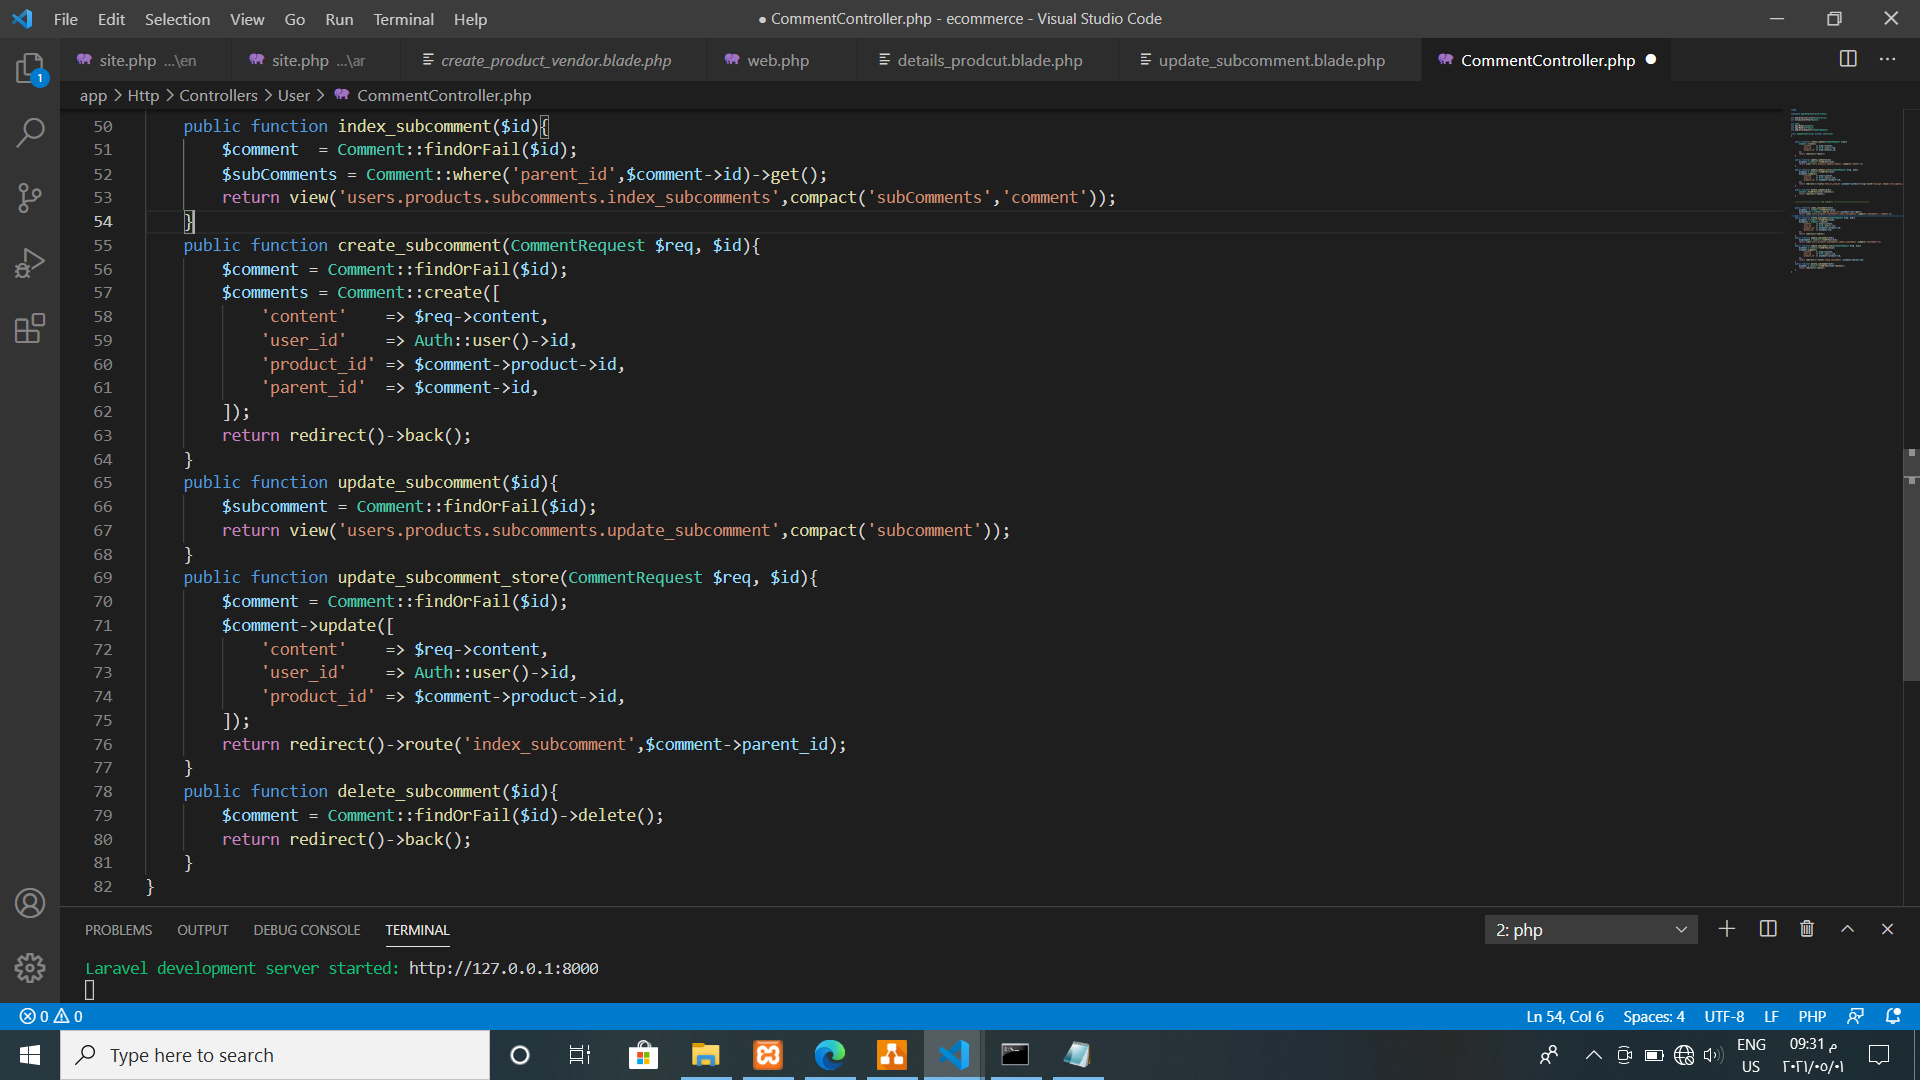 File Edit Selection View Go Run Terminal Help
● CommentController.php - ecommerce - Visual Studio Code
site.php ...\en
site.php ...\ar
create_product_vendor.blade.php
web.php
details_prodcut.blade.php
update_subcomment.blade.php
CommentController.php
app > Http > Controllers > User > CommentController.php
1
50 public function index_subcomment($id){
51 $comment  = Comment::findOrFail($id);
52 $subComments = Comment::where('parent_id',$comment->id)->get();
53 return view('users.products.subcomments.index_subcomments',compact('subComments','comment'));
54 }
55 public function create_subcomment(CommentRequest $req, $id){
56 $comment = Comment::findOrFail($id);
57 $comments = Comment::create([
58 'content'    => $req->content,
59 'user_id'    => Auth::user()->id,
60 'product_id' => $comment->product->id,
61 'parent_id'  => $comment->id,
62 ]);
63 return redirect()->back();
64 }
65 public function update_subcomment($id){
66 $subcomment = Comment::findOrFail($id);
67 return view('users.products.subcomments.update_subcomment',compact('subcomment'));
68 }
69 public function update_subcomment_store(CommentRequest $req, $id){
70 $comment = Comment::findOrFail($id);
71 $comment->update([
72 'content'    => $req->content,
73 'user_id'    => Auth::user()->id,
74 'product_id' => $comment->product->id,
75 ]);
76 return redirect()->route('index_subcomment',$comment->parent_id);
77 }
78 public function delete_subcomment($id){
79 $comment = Comment::findOrFail($id)->delete();
80 return redirect()->back();
81 }
82 }
PROBLEMS OUTPUT DEBUG CONSOLE TERMINAL
2: php
Laravel development server started: http://127.0.0.1:8000
0 0
Ln 54, Col 6 Spaces: 4 UTF-8 LF PHP
Type here to search
ENG
US
09:31 م
٢٠٢١/٠٥/٠١